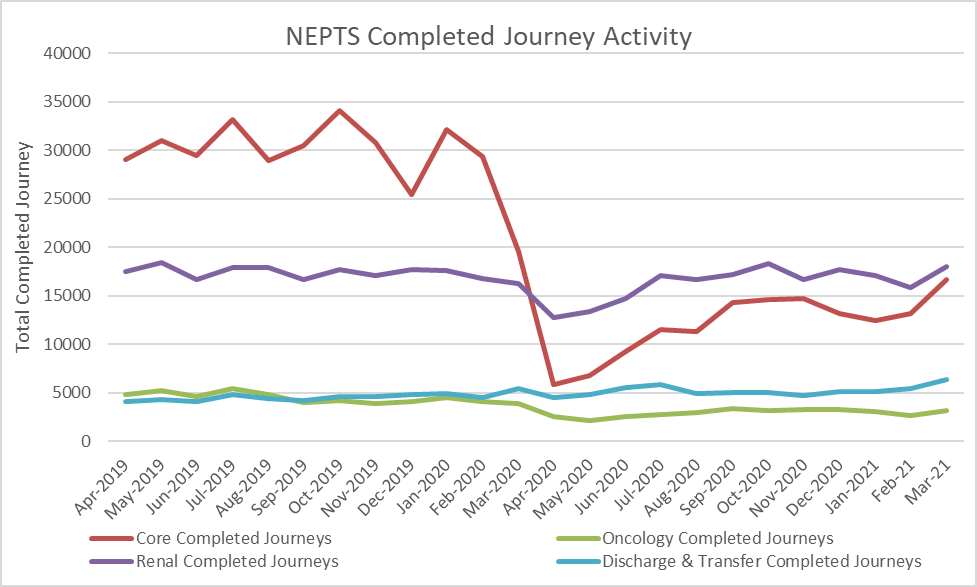 NEPTS Completed Journey Activity
Total Completed Journey
40000
35000
30000
25000
20000
15000
10000
5000
0
Apr-2019
May-2019
Jun-2019
Jul-2019
Aug-2019
Sep-2019
Oct-2019
Nov-2019
Dec-2019
Jan-2020
Feb-2020
Mar-2020
Apr-2020
May-2020
Jun-2020
Jul-2020
Aug-2020
Sep-2020
Oct-2020
Nov-2020
Dec-2020
Jan-2021
Feb-21
Mar-21
Core Completed Journeys
Oncology Completed Journeys
Renal Completed Journeys
Discharge & Transfer Completed Journeys